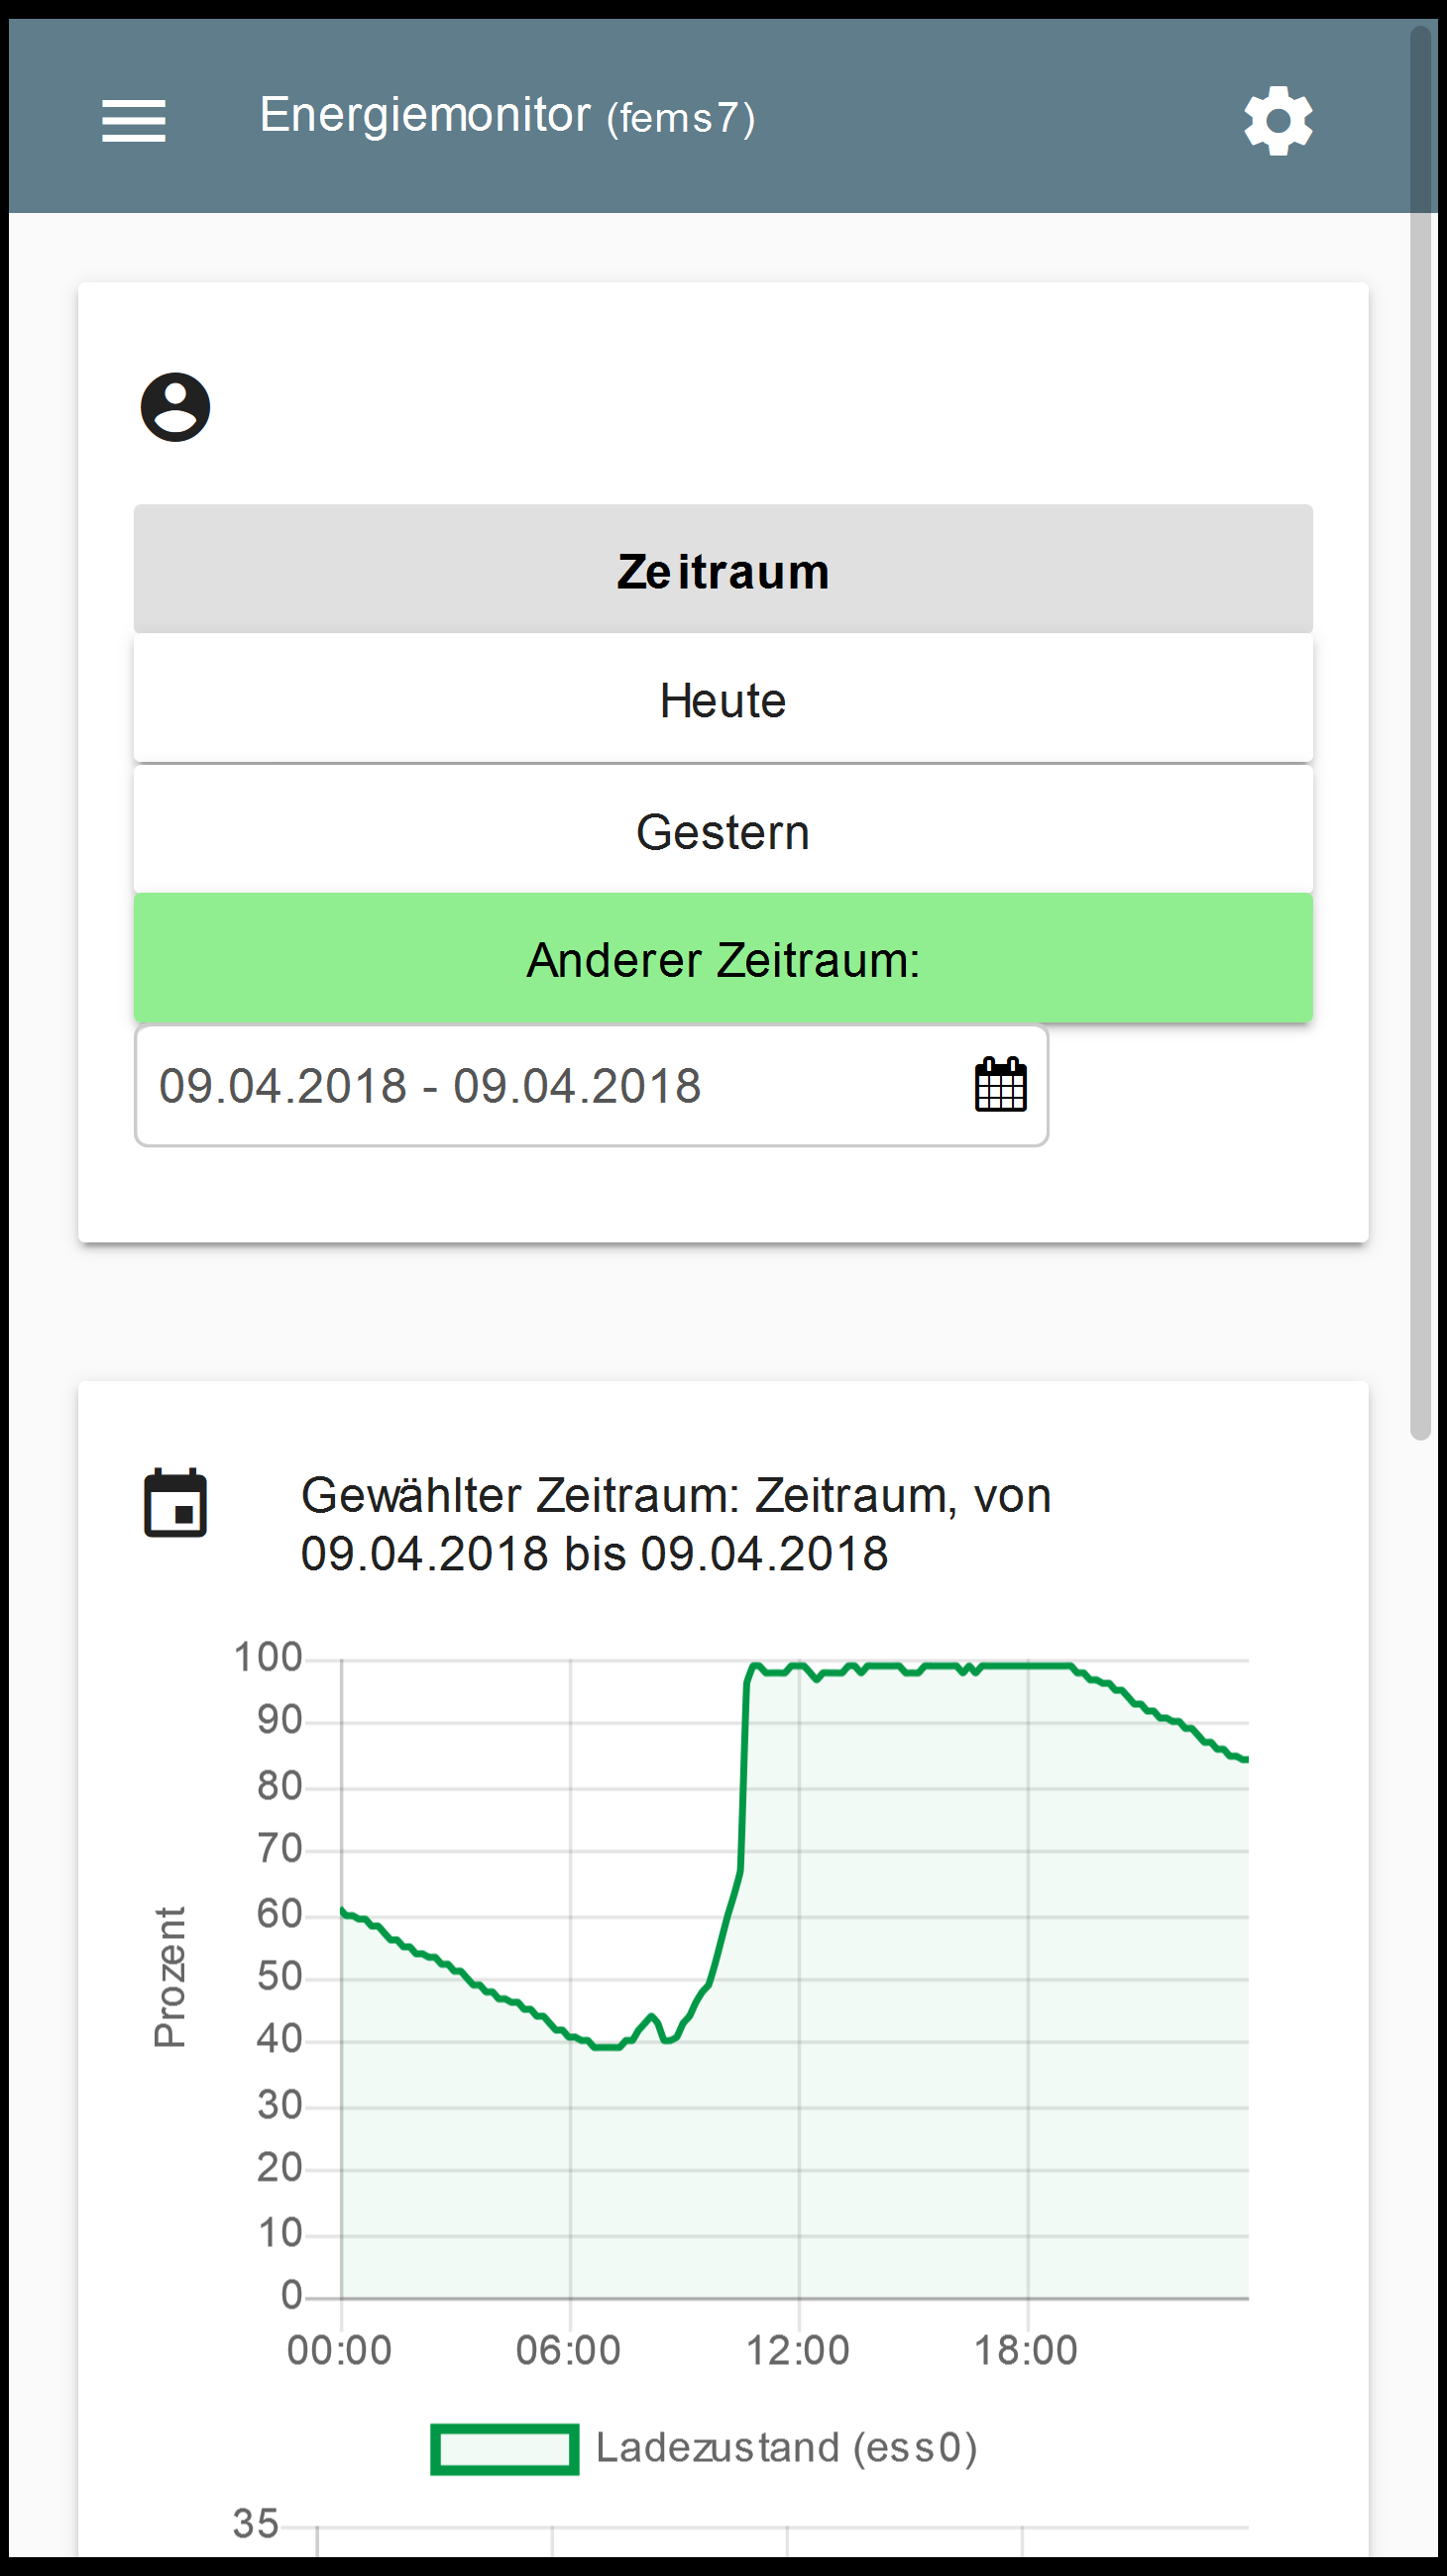 Energiemonitor (fems7)
Zeitraum
Heute
Gestern
Anderer Zeitraum:
09.04.2018 - 09.04.2018
Gewählter Zeitraum: Zeitraum, von
09.04.2018 bis 09.04.2018
Prozent
100
90
80
70
60
50
40
30
20
10
0
00:00 06:00 12:00 18:00
Ladezustand (ess0)
35